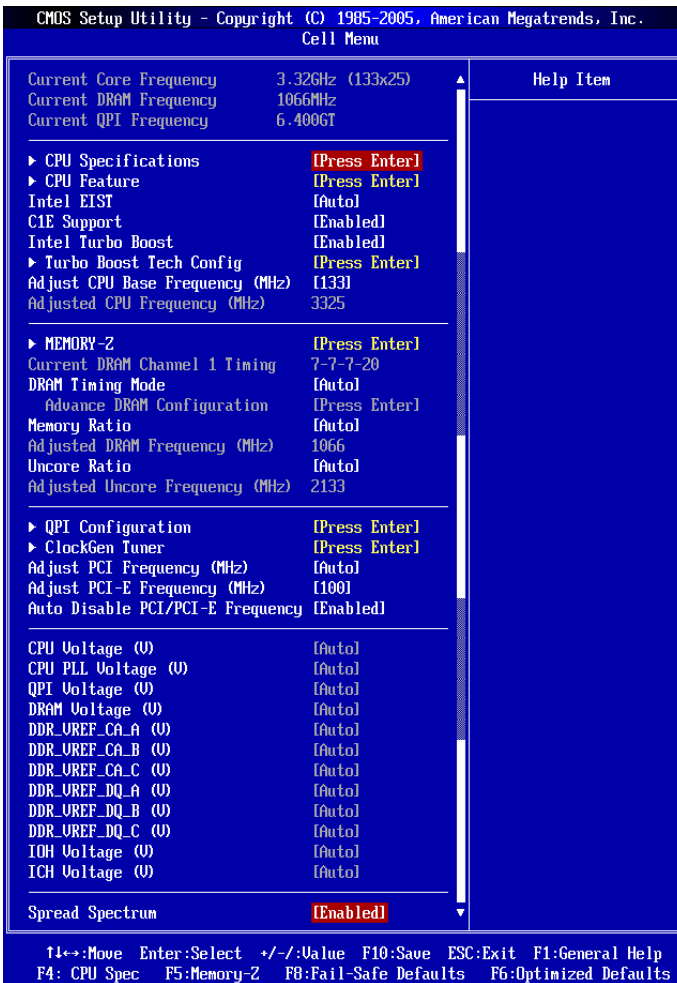 CMOS Setup Utility - Copyright (C) 1985-2005, American Megatrends, Inc.
Cell Menu
Current Core Frequency 3.32GHz (133x25)
Help Item
Current DRAM Frequency 1066MHz
Current QPI Frequency 6.400GT
CPU Specifications [Press Enter]
CPU Feature [Press Enter]
Intel EIST [Auto]
C1E Support [Enabled]
Intel Turbo Boost [Enabled]
Turbo Boost Tech Config [Press Enter]
Adjust CPU Base Frequency (MHz) [133]
Adjusted CPU Frequency (MHz) 3325
MEMORY-Z [Press Enter]
Current DRAM Channel 1 Timing 7-7-7-20
DRAM Timing Mode [Auto]
Advance DRAM Configuration [Press Enter]
Memory Ratio [Auto]
Adjusted DRAM Frequency (MHz) 1066
Uncore Ratio [Auto]
Adjusted Uncore Frequency (MHz) 2133
QPI Configuration [Press Enter]
ClockGen Tuner [Press Enter]
Adjust PCI Frequency (MHz) [Auto]
Adjust PCI-E Frequency (MHz) [100]
Auto Disable PCI/PCI-E Frequency [Enabled]
CPU Voltage (V) [Auto]
CPU PLL Voltage (V) [Auto]
QPI Voltage (V) [Auto]
DRAM Voltage (V) [Auto]
DDR_VREF_CA_A (V) [Auto]
DDR_VREF_CA_B (V) [Auto]
DDR_VREF_CA_C (V) [Auto]
DDR_VREF_DQ_A (V) [Auto]
DDR_VREF_DQ_B (V) [Auto]
DDR_VREF_DQ_C (V) [Auto]
IOH Voltage (V) [Auto]
ICH Voltage (V) [Auto]
Spread Spectrum [Enabled]
↑↓↔:Move Enter:Select +/-/:Value F10:Save ESC:Exit F1:General Help
F4: CPU Spec F5:Memory-Z F8:Fail-Safe Defaults F6:Optimized Defaults